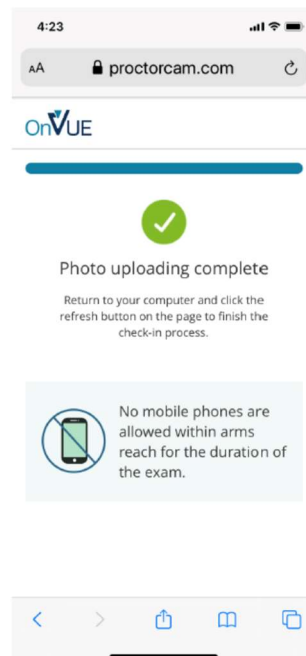 4:23
AA proctorcam.com
OnVUE
Photo uploading complete
Return to your computer and click the
refresh button on the page to finish the
check-in process.
No mobile phones are
allowed within arms
reach for the duration of
the exam.